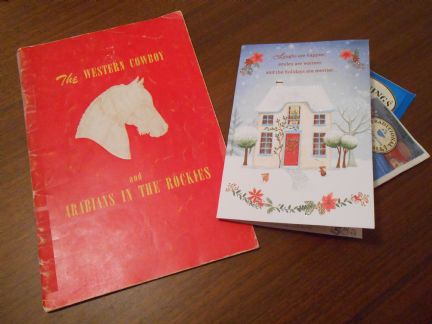 The WESTERN COWBOY
and
ARABIANS IN THE ROCKIES
hearts are happier,
smiles are warmer
and the holidays are merrier